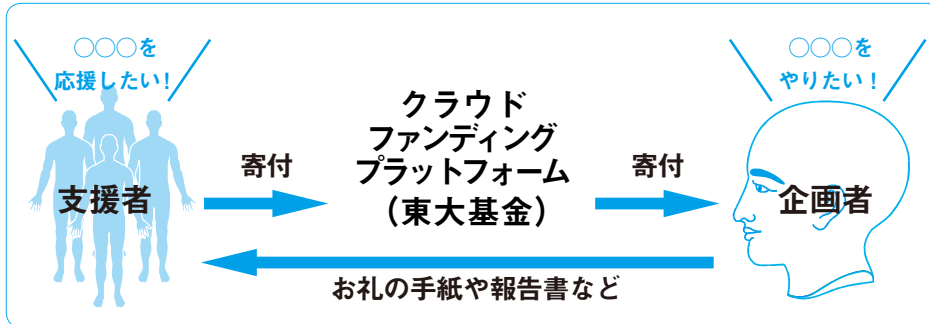 ○○○を
応援したい！
支援者
寄付
クラウド
ファンディング
プラットフォーム
（東大基金）
寄付
○○○を
やりたい！
企画者
お礼の手紙や報告書など